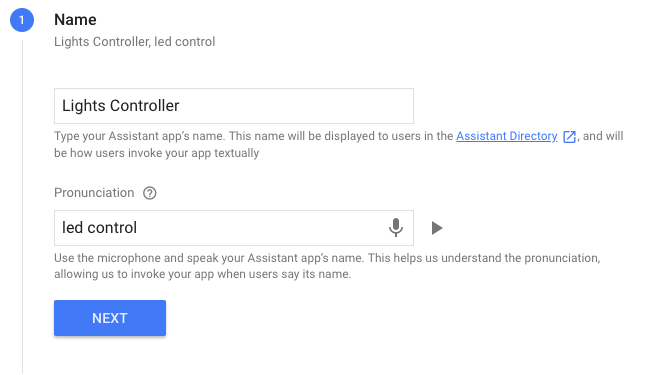 1 Name
Lights Controller, led control
Lights Controller
Type your Assistant app's name. This name will be displayed to users in the Assistant Directory , and will
be how users invoke your app textually
Pronunciation ?
led control
Use the microphone and speak your Assistant app's name. This helps us understand the pronunciation,
allowing us to invoke your app when users say its name.
NEXT